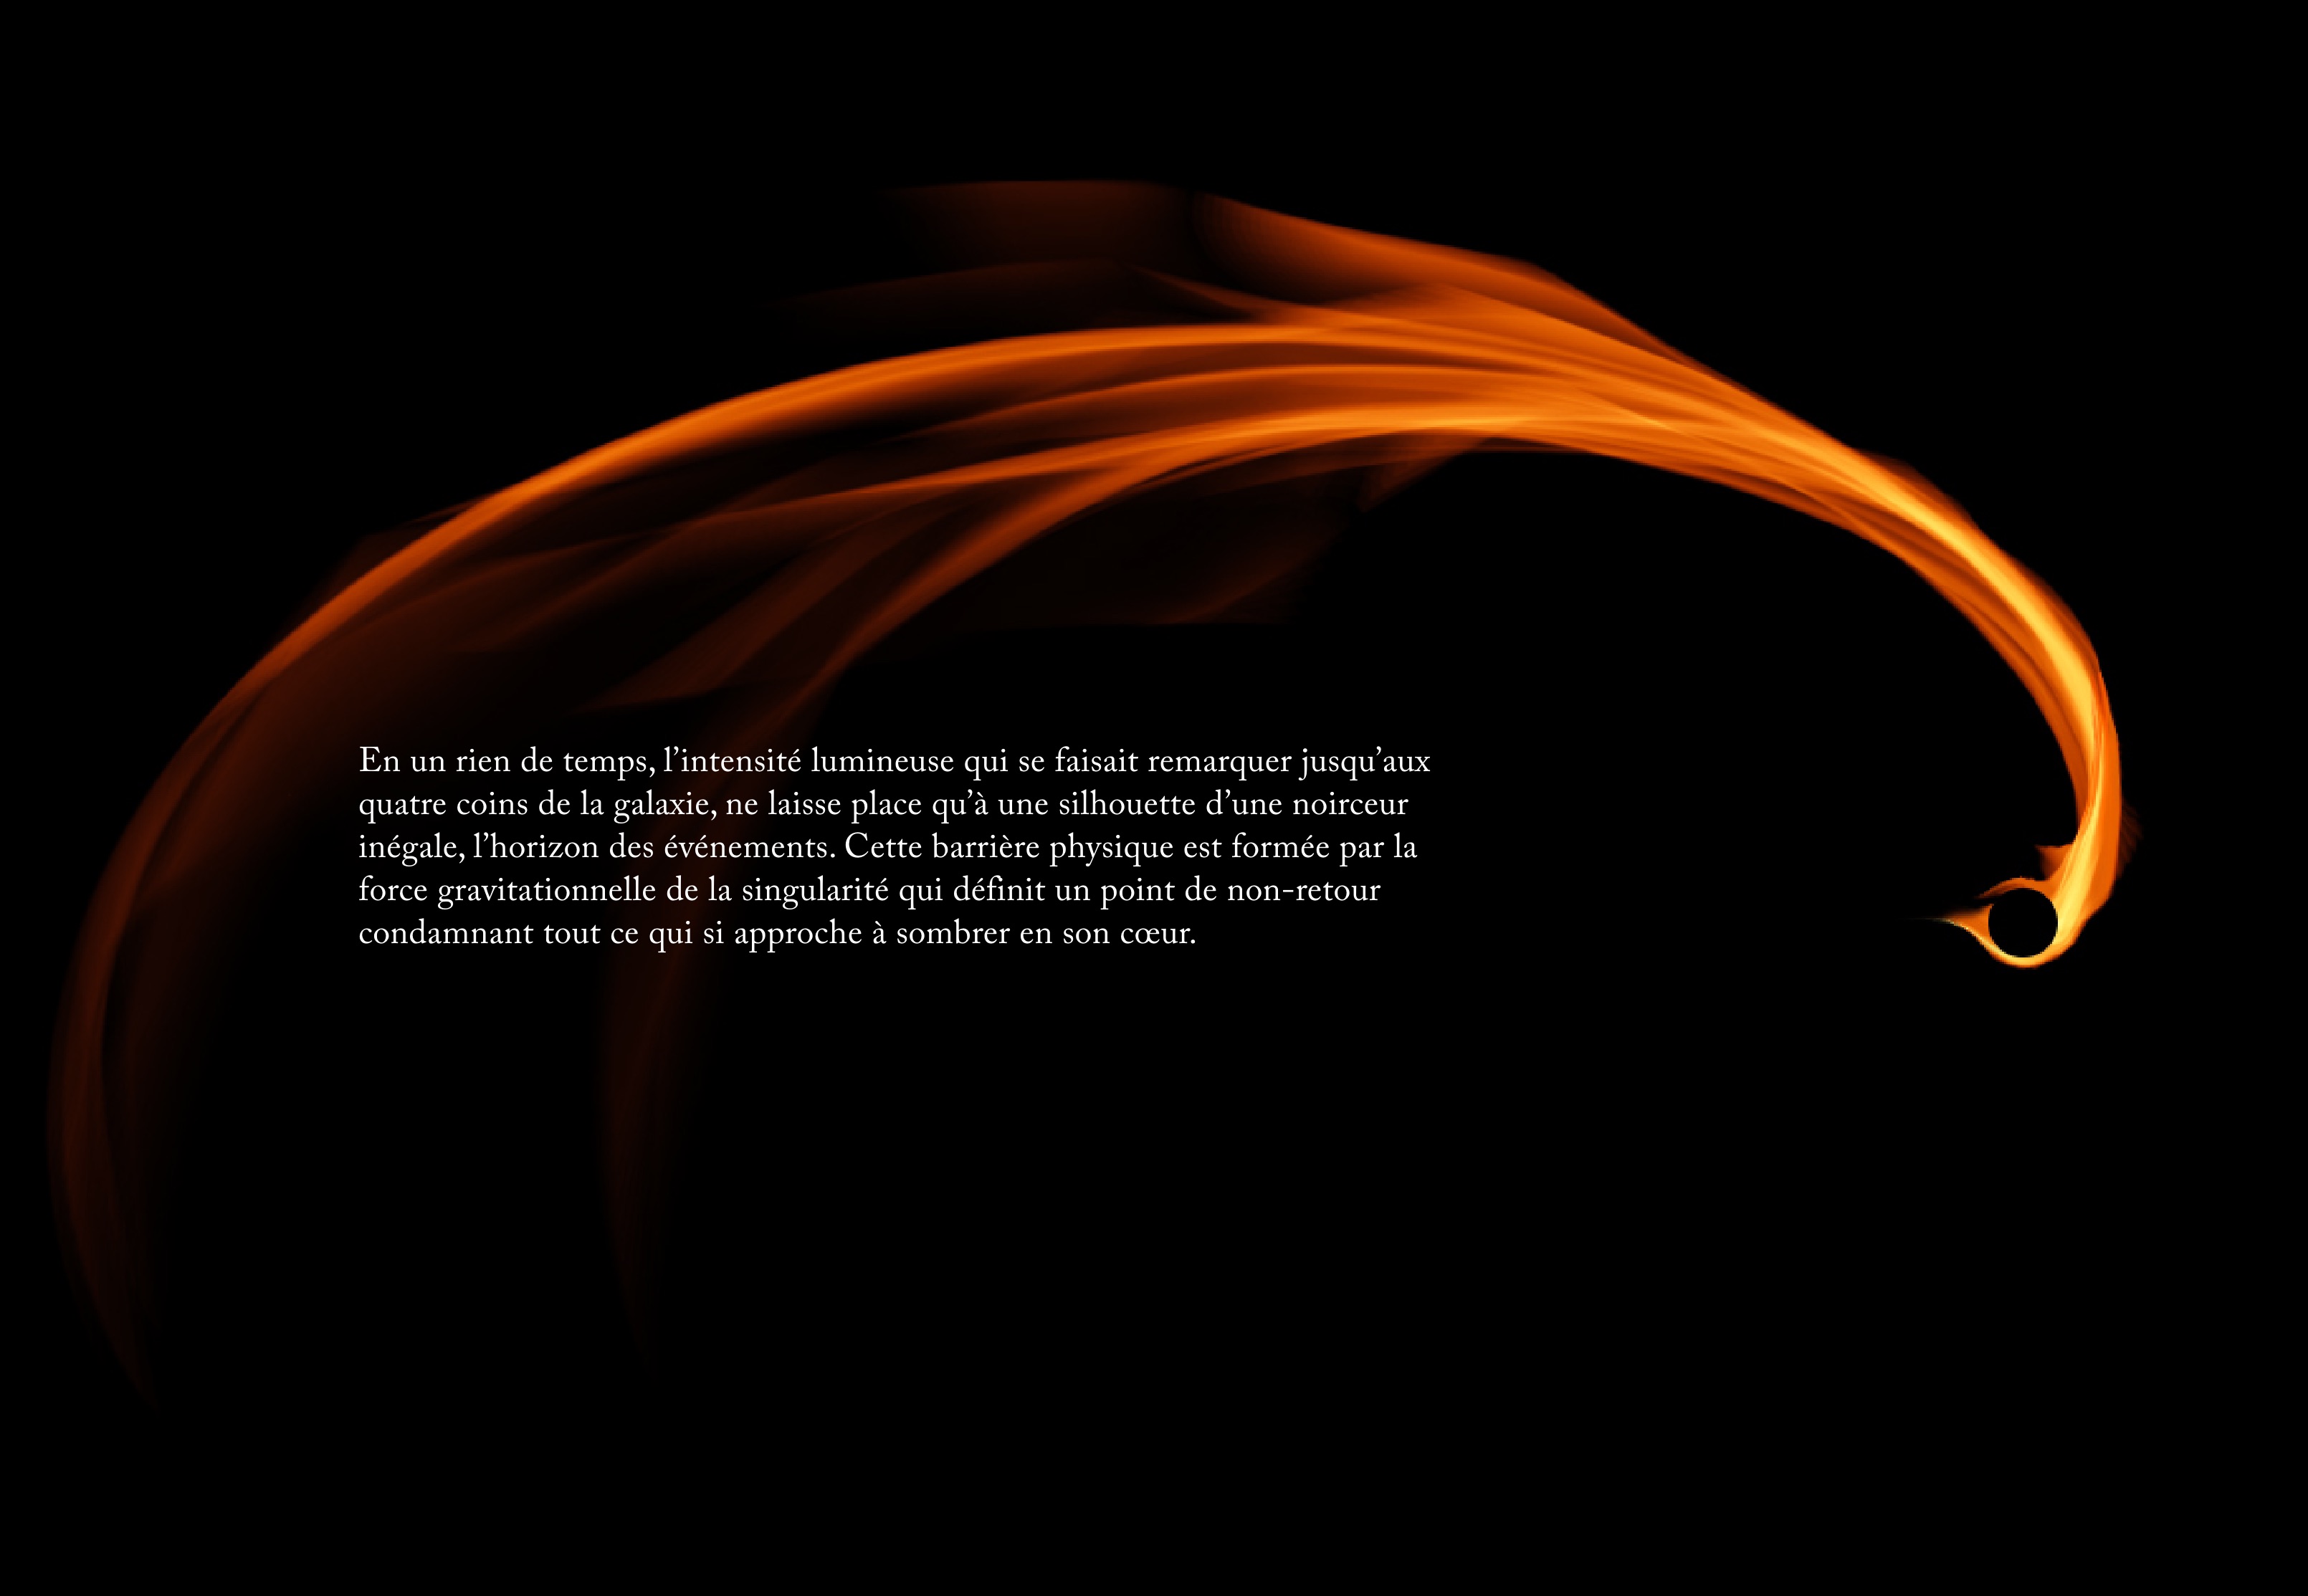 En un rien de temps, l’intensité lumineuse qui se faisait remarquer jusqu’aux
quatre coins de la galaxie, ne laisse place qu’à une silhouette d’une noirceur
inégale, l’horizon des événements. Cette barrière physique est formée par la
force gravitationnelle de la singularité qui définit un point de non-retour
condamnant tout ce qui si approche à sombrer en son cœur.